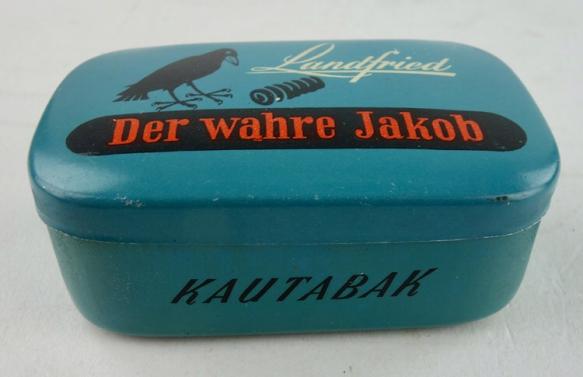 Landfried
Der wahre Jakob
KAUTABAK